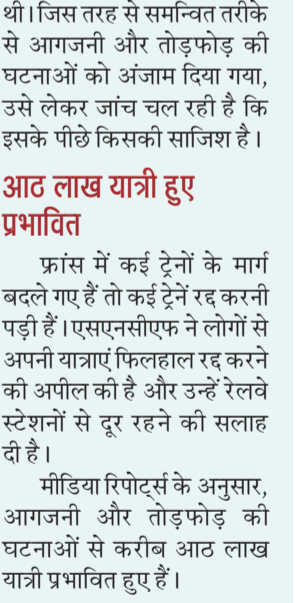 थी। जिस तरह से समन्वित तरीके
से आगजनी और तोड़फोड़ की
घटनाओं को अंजाम दिया गया,
उसे लेकर जांच चल रही है कि
इसके पीछे किसकी साजिश है।
आठ लाख यात्री हुए
प्रभावित
फ्रांस में कई ट्रेनों के मार्ग
बदले गए हैं तो कई ट्रेनें रद्द करनी
पड़ी हैं। एसएनसीएफ ने लोगों से
अपनी यात्राएं फिलहाल रद्द करने
की अपील की है और उन्हें रेलवे
स्टेशनों से दूर रहने की सलाह
दी है।
मीडिया रिपोर्ट्स के अनुसार,
आगजनी और तोड़फोड़ की
घटनाओं से करीब आठ लाख
यात्री प्रभावित हुए हैं।